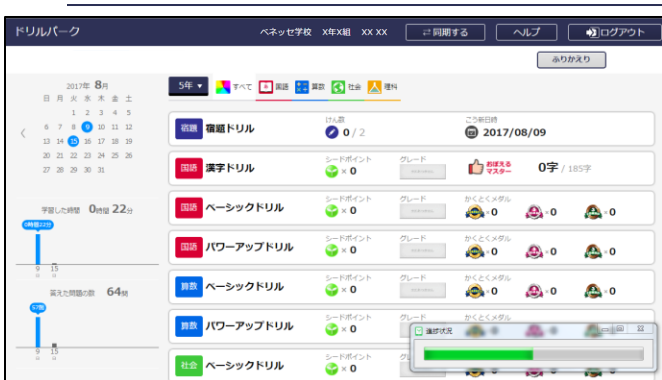 ドリルパーク ベネッセ学校 X年X組 XX XX ⇄同期する ヘルプ ログアウト
ふりかえり
2017年 8月
日 月 火 水 木 金 土
1 2 3 4 5
6 7 8 9 10 11 12
13 14 15 16 17 18 19
20 21 22 23 24 25 26
27 28 29 30 31
学習した時間 0時間 22分
0時間22分
9 15
日 日
答えた問題の数 64問
57問
9 15
日 日
5年 ▼ すべて 国語 算数 社会 理科
宿題 宿題ドリル けん数 0 / 2 こう新日時 2017/08/09
国語 漢字ドリル シードポイント × 0 グレード おぼえるマスター 0字 / 185字
国語 ベーシックドリル シードポイント × 0 グレード かくとくメダル ×0 ×0 ×0
国語 パワーアップドリル シードポイント × 0 グレード かくとくメダル ×0 ×0 ×0
算数 ベーシックドリル シードポイント × 0 グレード かくとくメダル ×0 ×0 ×0
算数 パワーアップドリル シードポイント × 0 グレード かくとくメダル
社会 ベーシックドリル シードポイント × 0
進捗状況